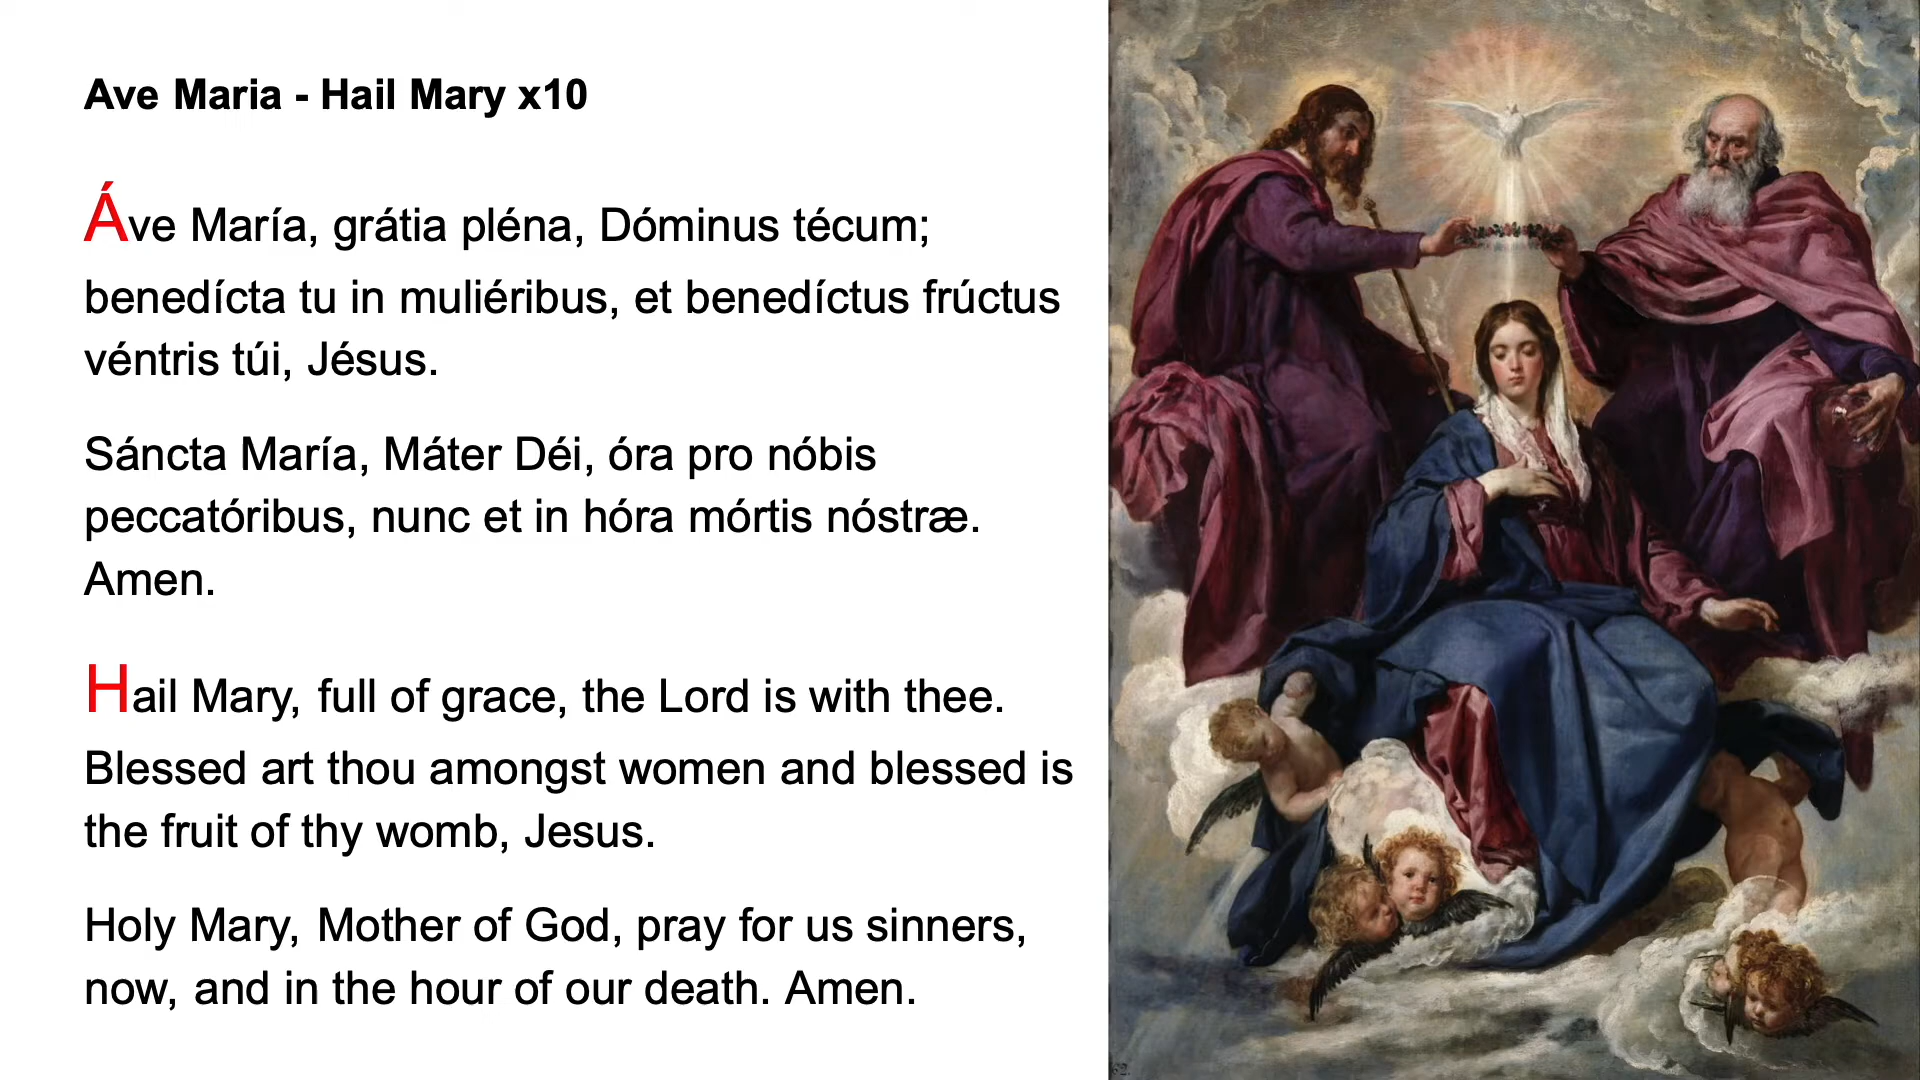 Ave Maria - Hail Mary x10
Áve María, grátia pléna, Dóminus técum;
benedícta tu in muliéribus, et benedíctus frúctus
véntris túi, Jésus.
Sáncta María, Máter Déi, óra pro nóbis
peccatóribus, nunc et in hóra mórtis nóstræ.
Amen.
Hail Mary, full of grace, the Lord is with thee.
Blessed art thou amongst women and blessed is
the fruit of thy womb, Jesus.
Holy Mary, Mother of God, pray for us sinners,
now, and in the hour of our death. Amen.
62.